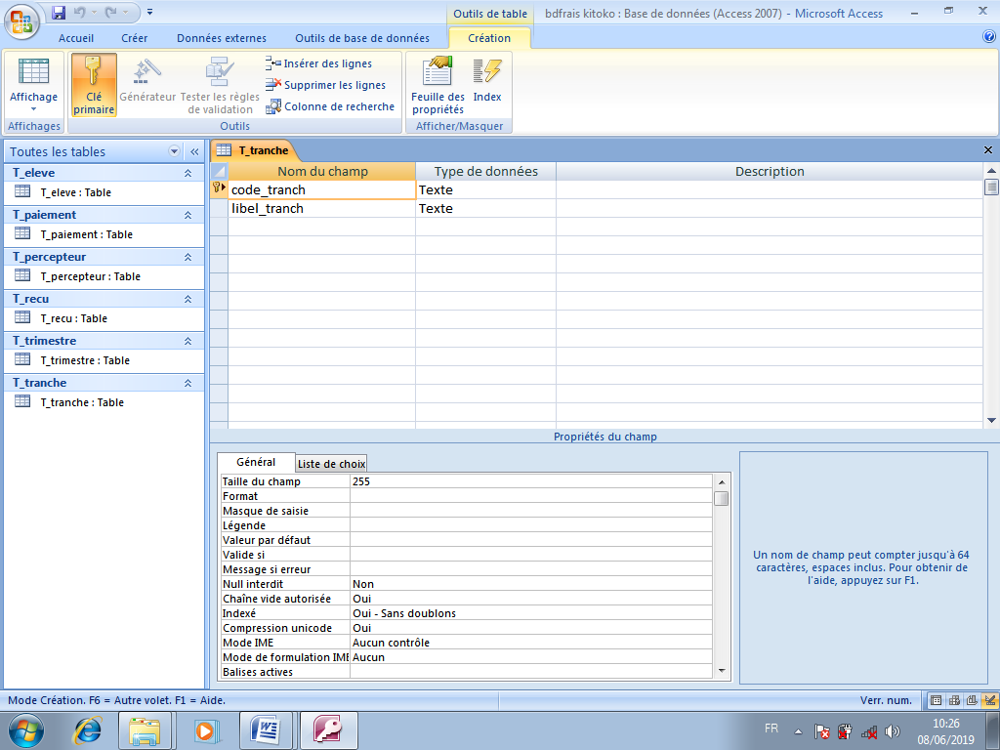 Outils de table
bdfrais kitoko : Base de données (Access 2007) - Microsoft Access
Accueil
Créer
Données externes
Outils de base de données
Création
Affichage
Clé primaire
Générateur
Tester les règles de validation
Insérer des lignes
Supprimer les lignes
Colonne de recherche
Feuille des propriétés
Index
Affichages
Outils
Afficher/Masquer
Toutes les tables
T_eleve
T_eleve : Table
T_paiement
T_paiement : Table
T_percepteur
T_percepteur : Table
T_recu
T_recu : Table
T_trimestre
T_trimestre : Table
T_tranche
T_tranche : Table
T_tranche
Nom du champ Type de données Description
code_tranch Texte
libel_tranch Texte
Propriétés du champ
Général Liste de choix
Taille du champ 255
Format
Masque de saisie
Légende
Valeur par défaut
Valide si
Message si erreur
Null interdit Non
Chaîne vide autorisée Oui
Indexé Oui - Sans doublons
Compression unicode Oui
Mode IME Aucun contrôle
Mode de formulation IME Aucun
Balises actives
Un nom de champ peut compter jusqu'à 64
caractères, espaces inclus. Pour obtenir de
l'aide, appuyez sur F1.
Mode Création. F6 = Autre volet. F1 = Aide.
Verr. num.
FR
10:26
08/06/2019